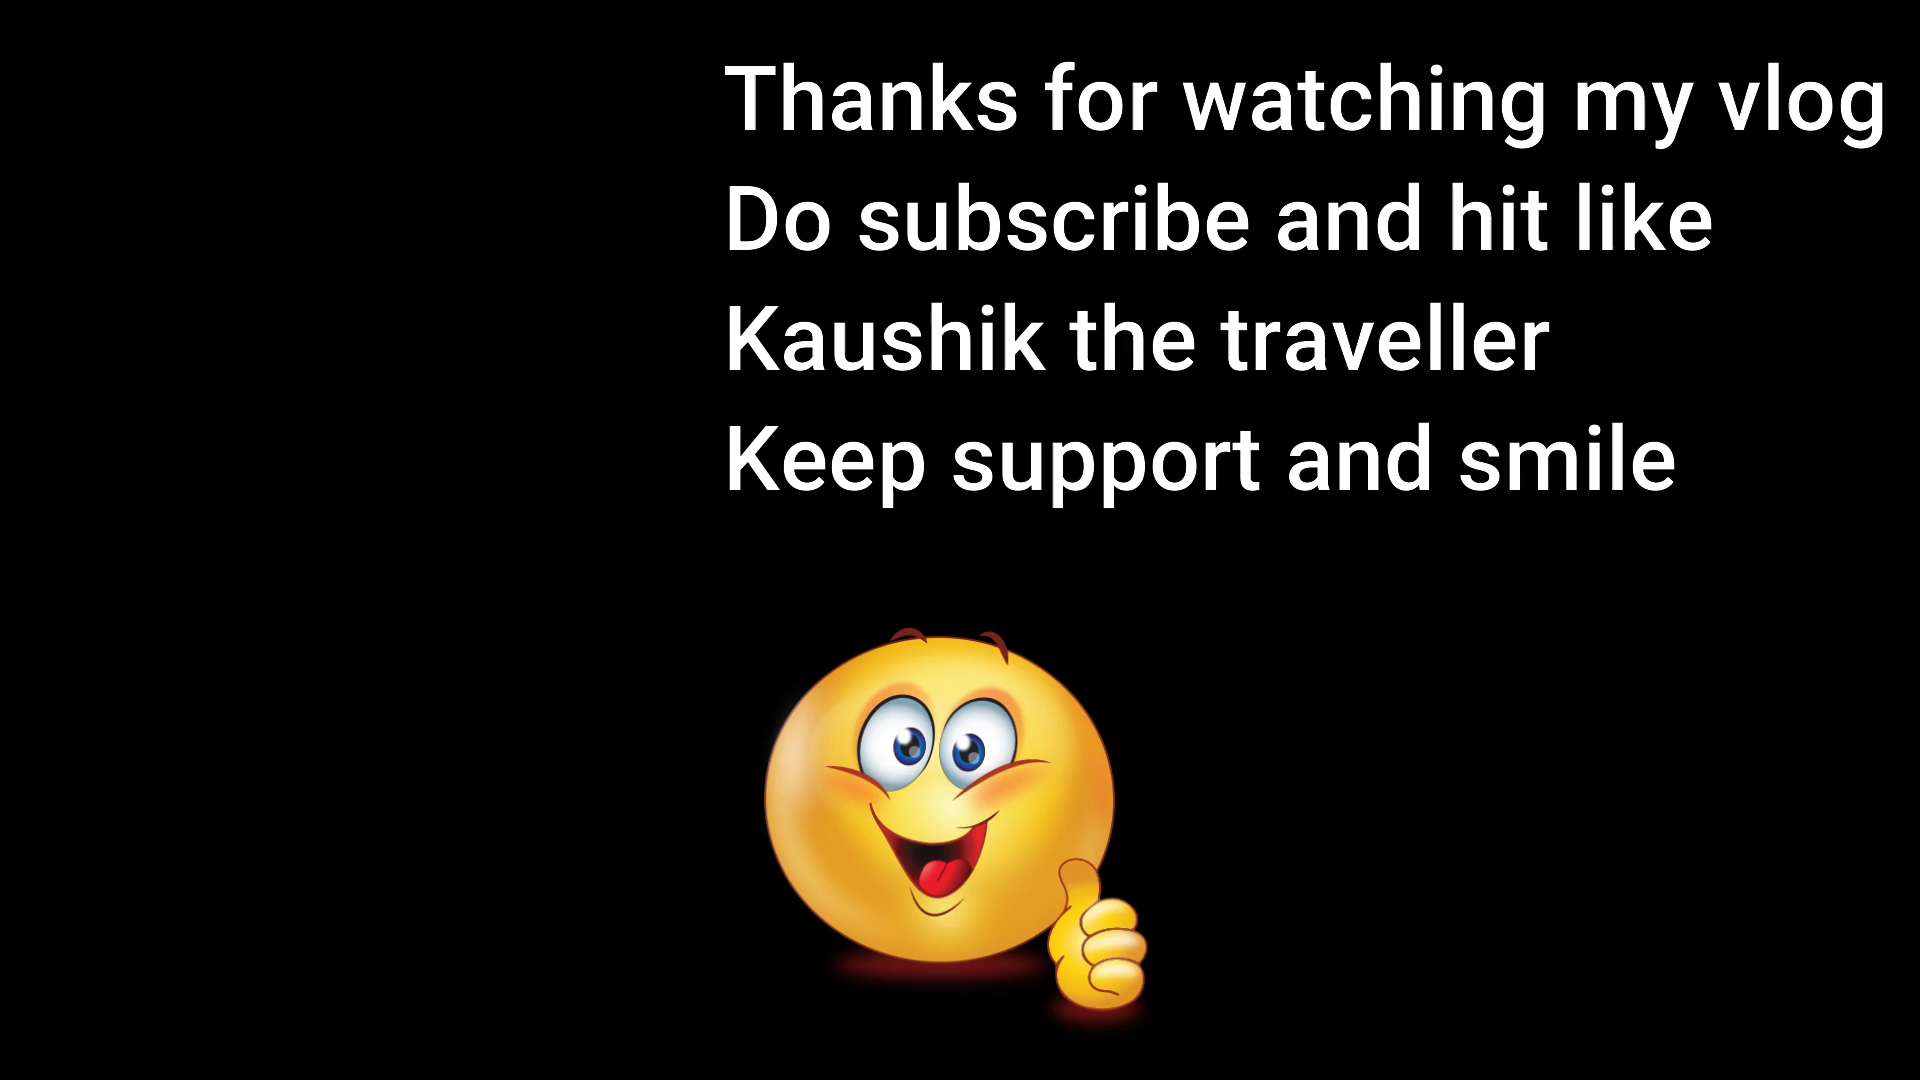 Thanks for watching my vlog
Do subscribe and hit like
Kaushik the traveller
Keep support and smile